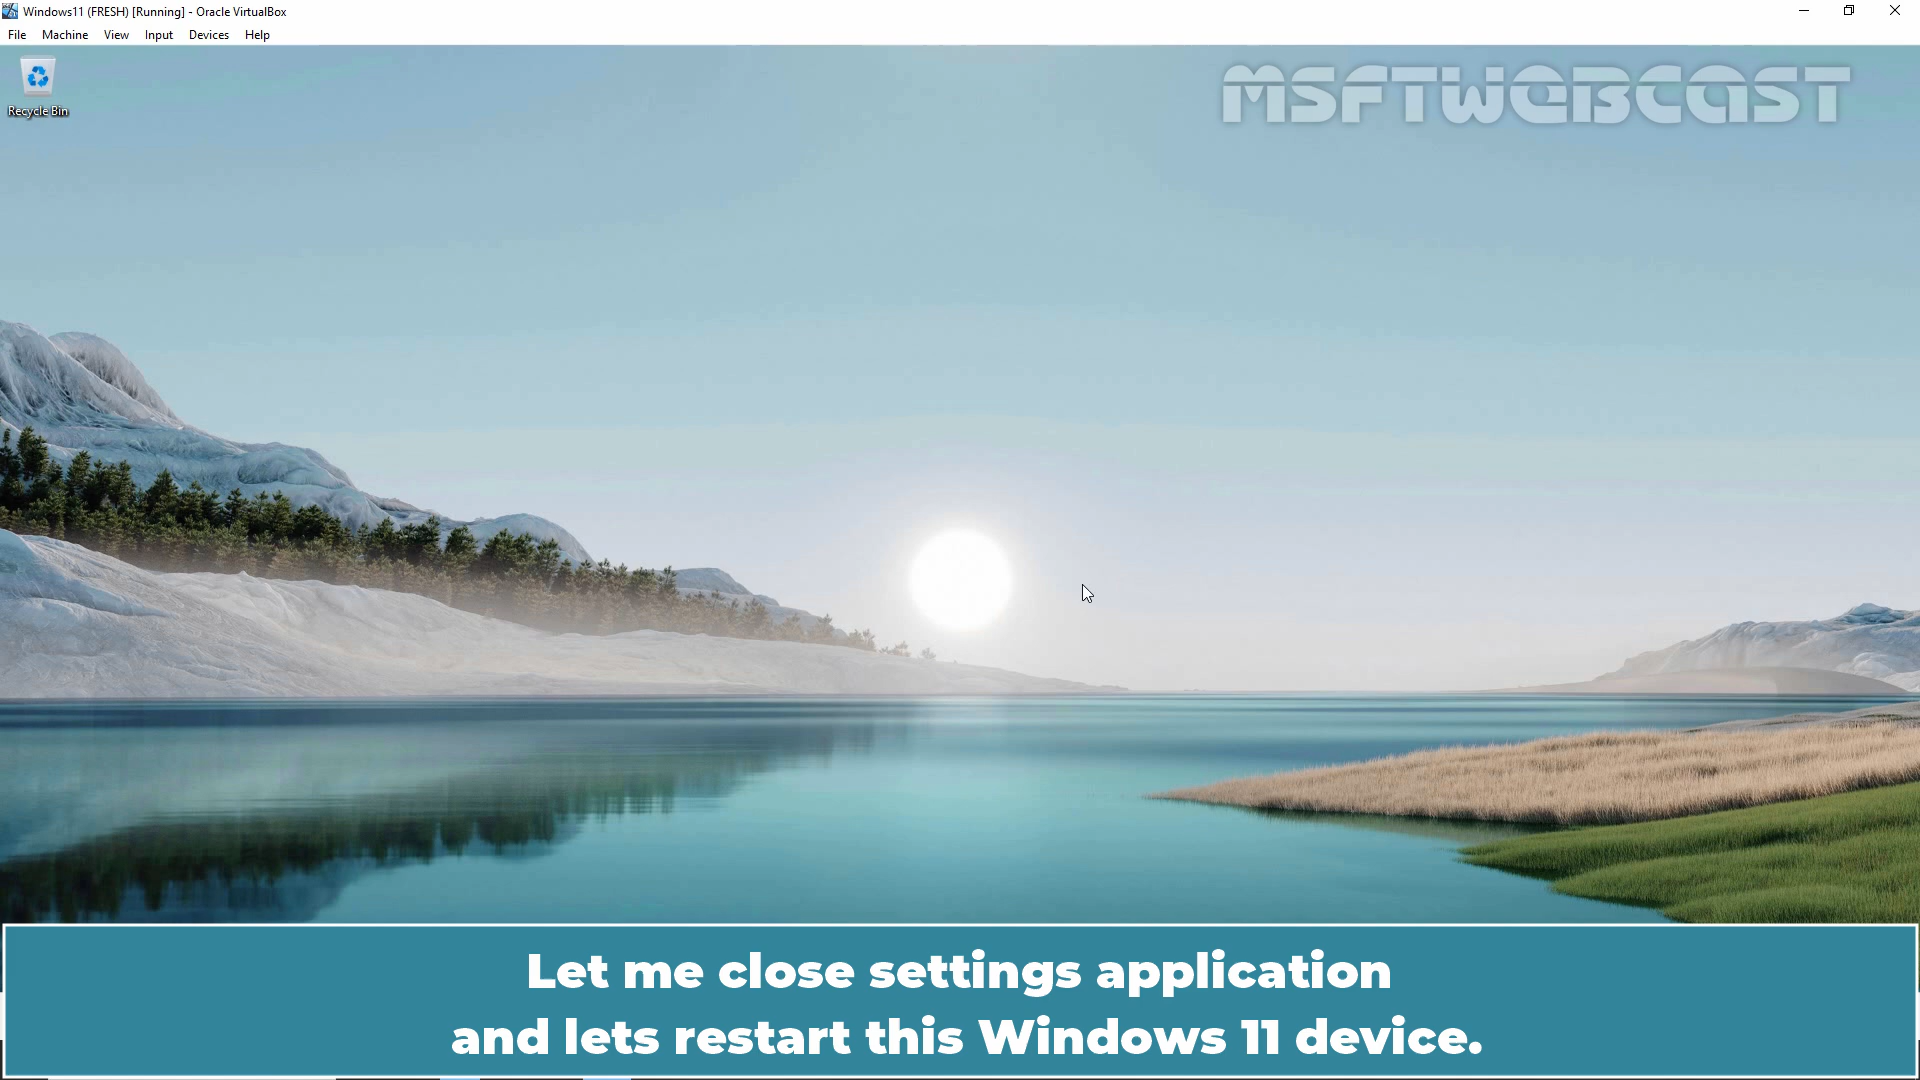 Windows11 (FRESH) [Running] - Oracle VirtualBox
File Machine View Input Devices Help
Recycle Bin
MSFTWEBCAST
Let me close settings application
and lets restart this Windows 11 device.